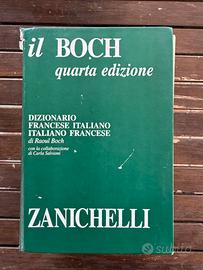 il BOCH
quarta edizione
DIZIONARIO
FRANCESE ITALIANO
ITALIANO FRANCESE
di Raoul Boch
con la collaborazione
di Carla Salvioni
ZANICHELLI
subito